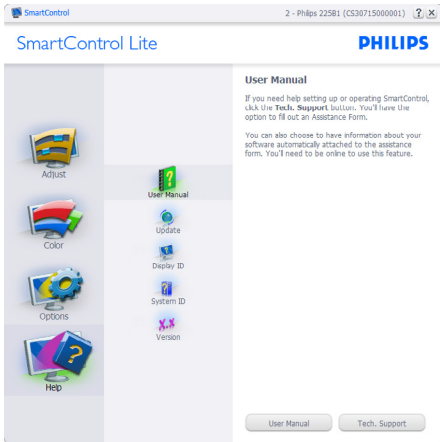 SmartControl
2 - Philips 225B1 (CS30715000001)
? X
SmartControl Lite
PHILIPS
Adjust
Color
Options
Help
User Manual
Update
Display ID
System ID
X.X
Version
User Manual
If you need help setting up or operating SmartControl,
click the Tech. Support button. You'll have the
option to fill out an Assistance Form.
You can also choose to have information about your
software automatically attached to the assistance
form. You'll need to be online to use this feature.
User Manual
Tech. Support